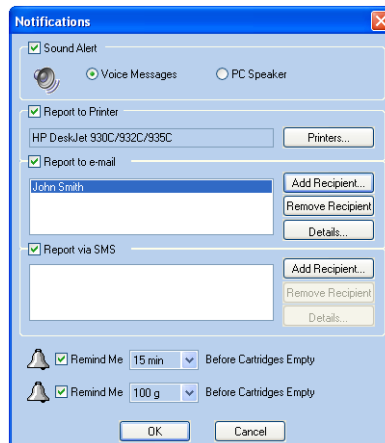 Notifications
Sound Alert
Voice Messages PC Speaker
Report to Printer
HP DeskJet 930C/932C/935C Printers...
Report to e-mail
John Smith Add Recipient...
Remove Recipient
Details...
Report via SMS
Add Recipient...
Remove Recipient
Details...
Remind Me 15 min Before Cartridges Empty
Remind Me 100 g Before Cartridges Empty
OK Cancel